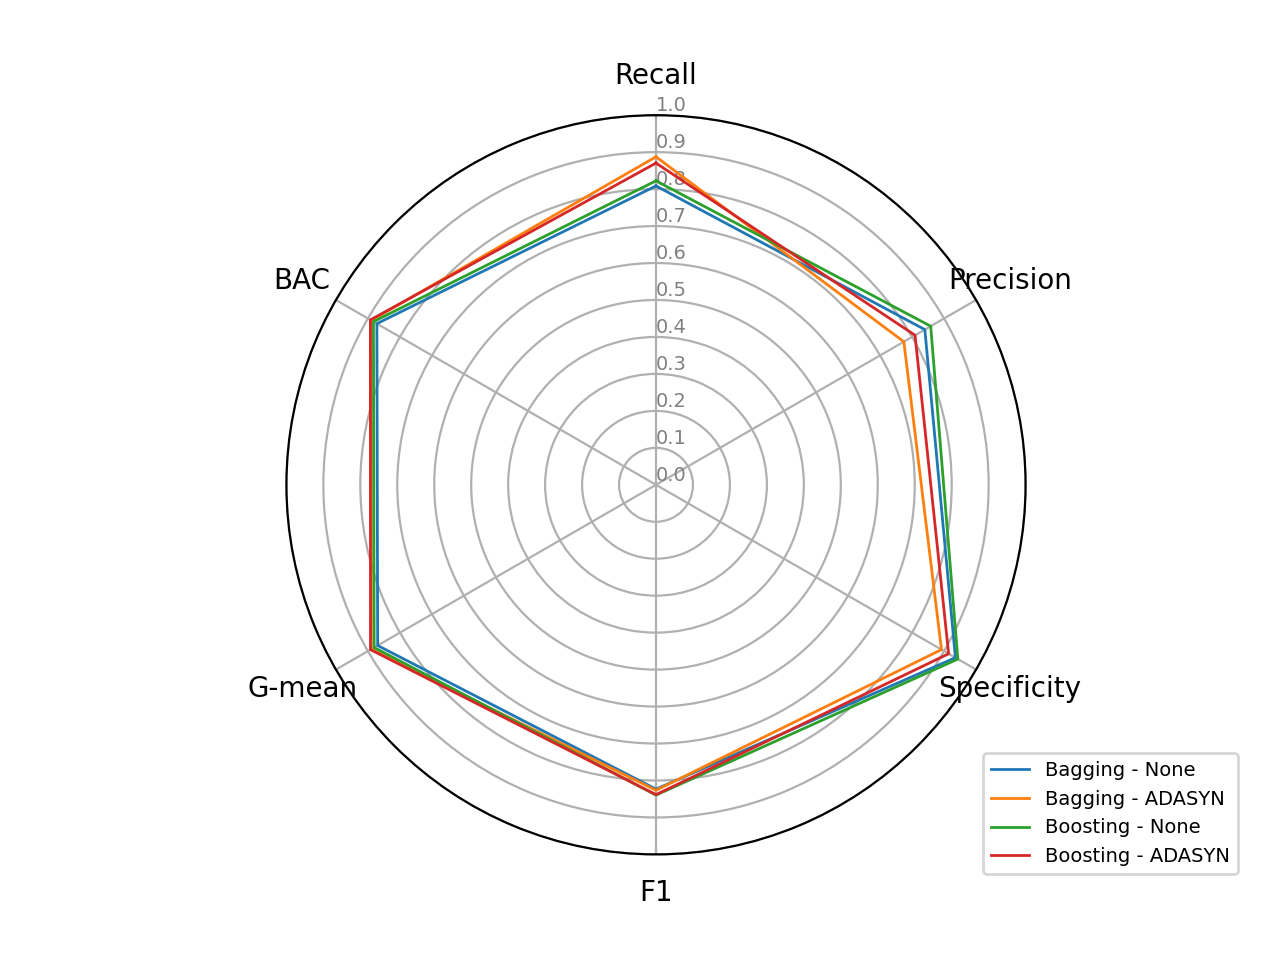 Recall
1.0
0.9
0.8
0.7
0.6
0.5
0.4
0.3
0.2
0.1
0.0
BAC
Precision
G-mean
Specificity
F1
Bagging - None
Bagging - ADASYN
Boosting - None
Boosting - ADASYN